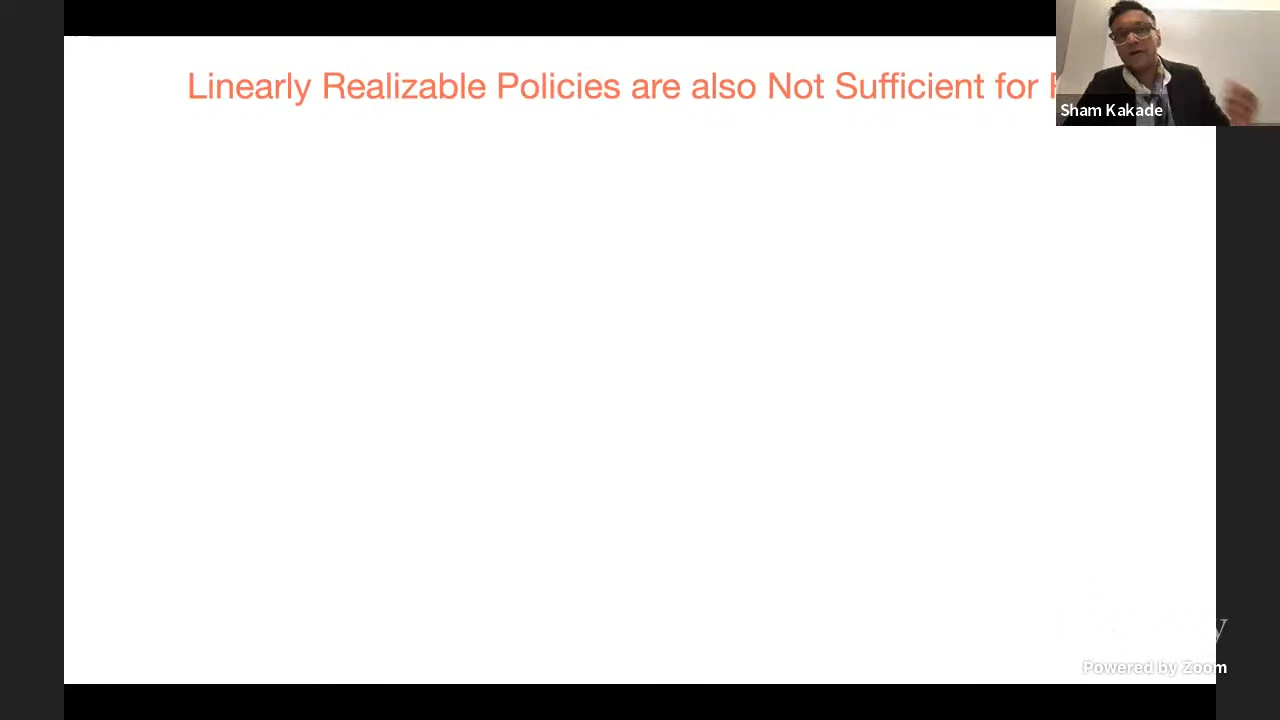 Linearly Realizable Policies are also Not Sufficient for
Sham Kakade
Powered by Zoom